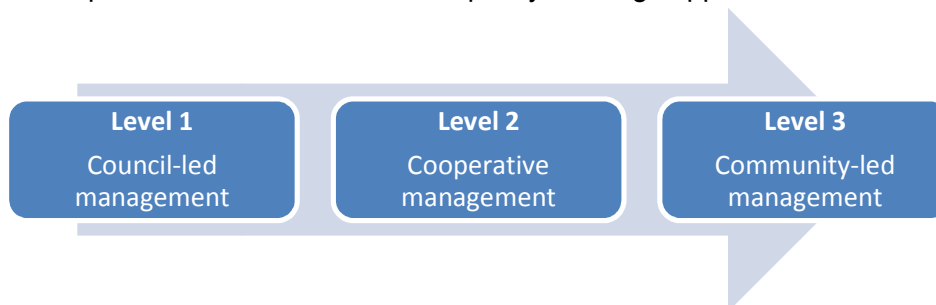 Level 1
Council-led
management
Level 2
Cooperative
management
Level 3
Community-led
management